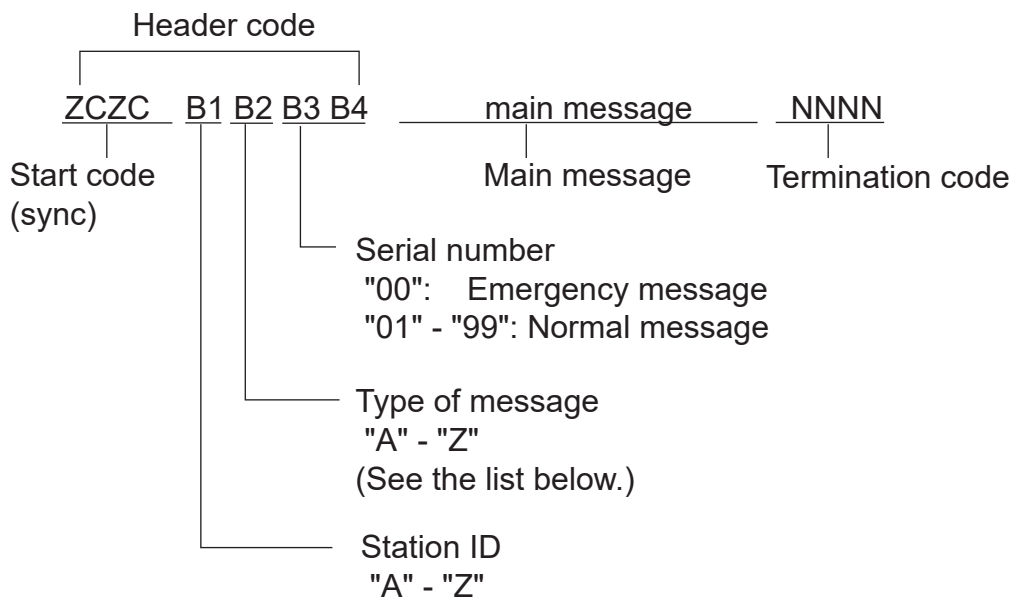 Header code
ZCZC B1 B2 B3 B4 main message NNNN
Start code Main message Termination code
(sync)
Serial number
"00": Emergency message
"01" - "99": Normal message
Type of message
"A" - "Z"
(See the list below.)
Station ID
"A" - "Z"